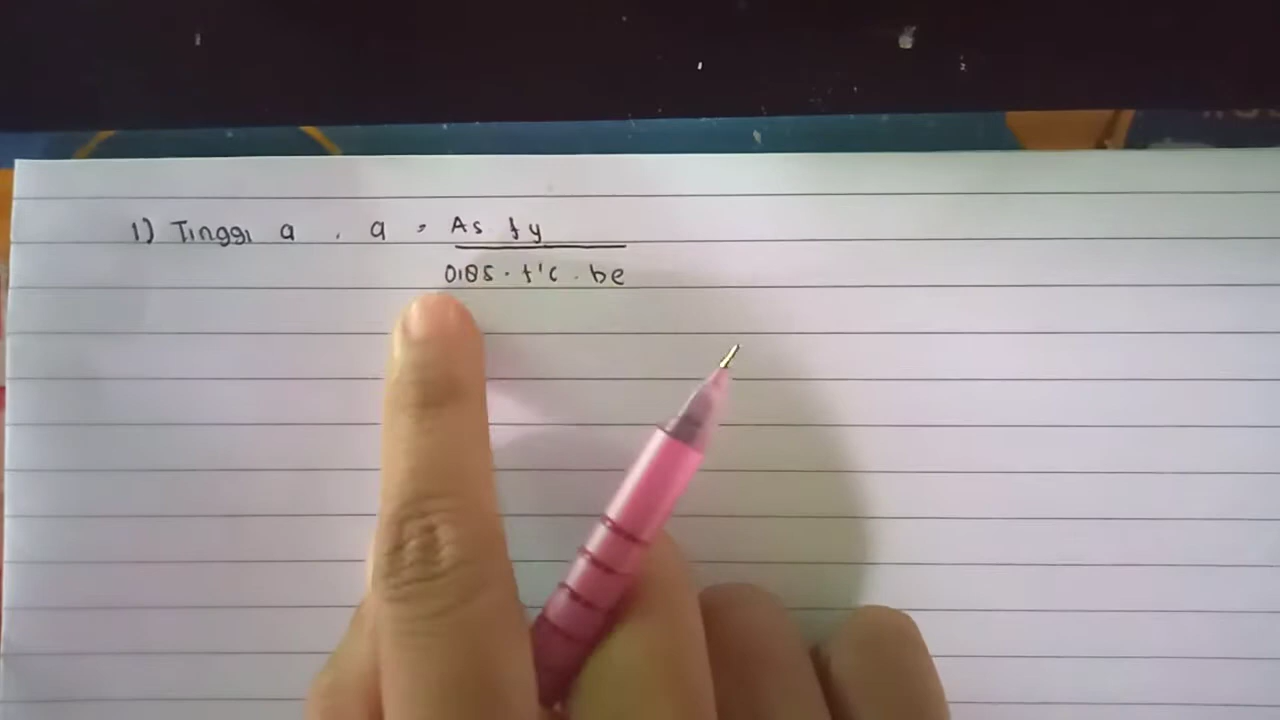 1) Tinggi a . a = As fy
0,85 . f'c . be